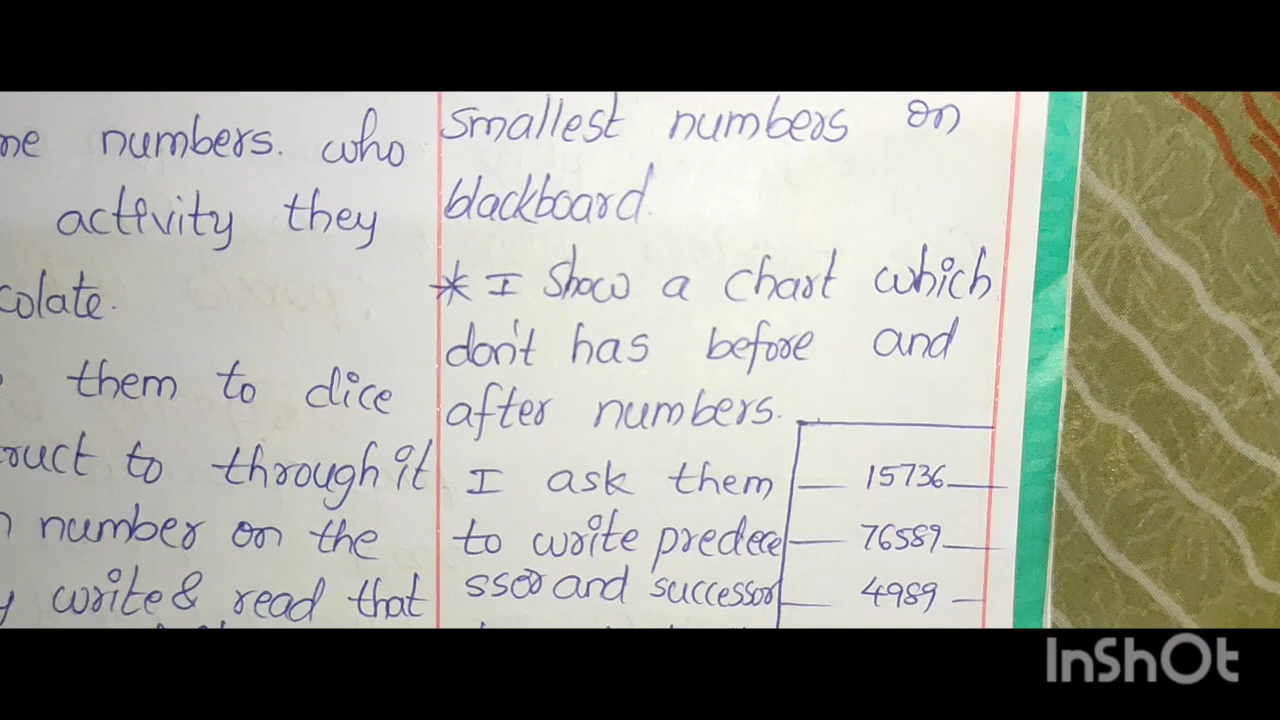 numbers. who
activity they
colate.
them to dice
ruct to through it
number on the
write & read that
smallest numbers on
blackboard.
* I show a chart which
don't has before and
after numbers.
I ask them
to write predece
ssor and successor
— 15736 —
— 76589 —
— 4989 —
InShOt